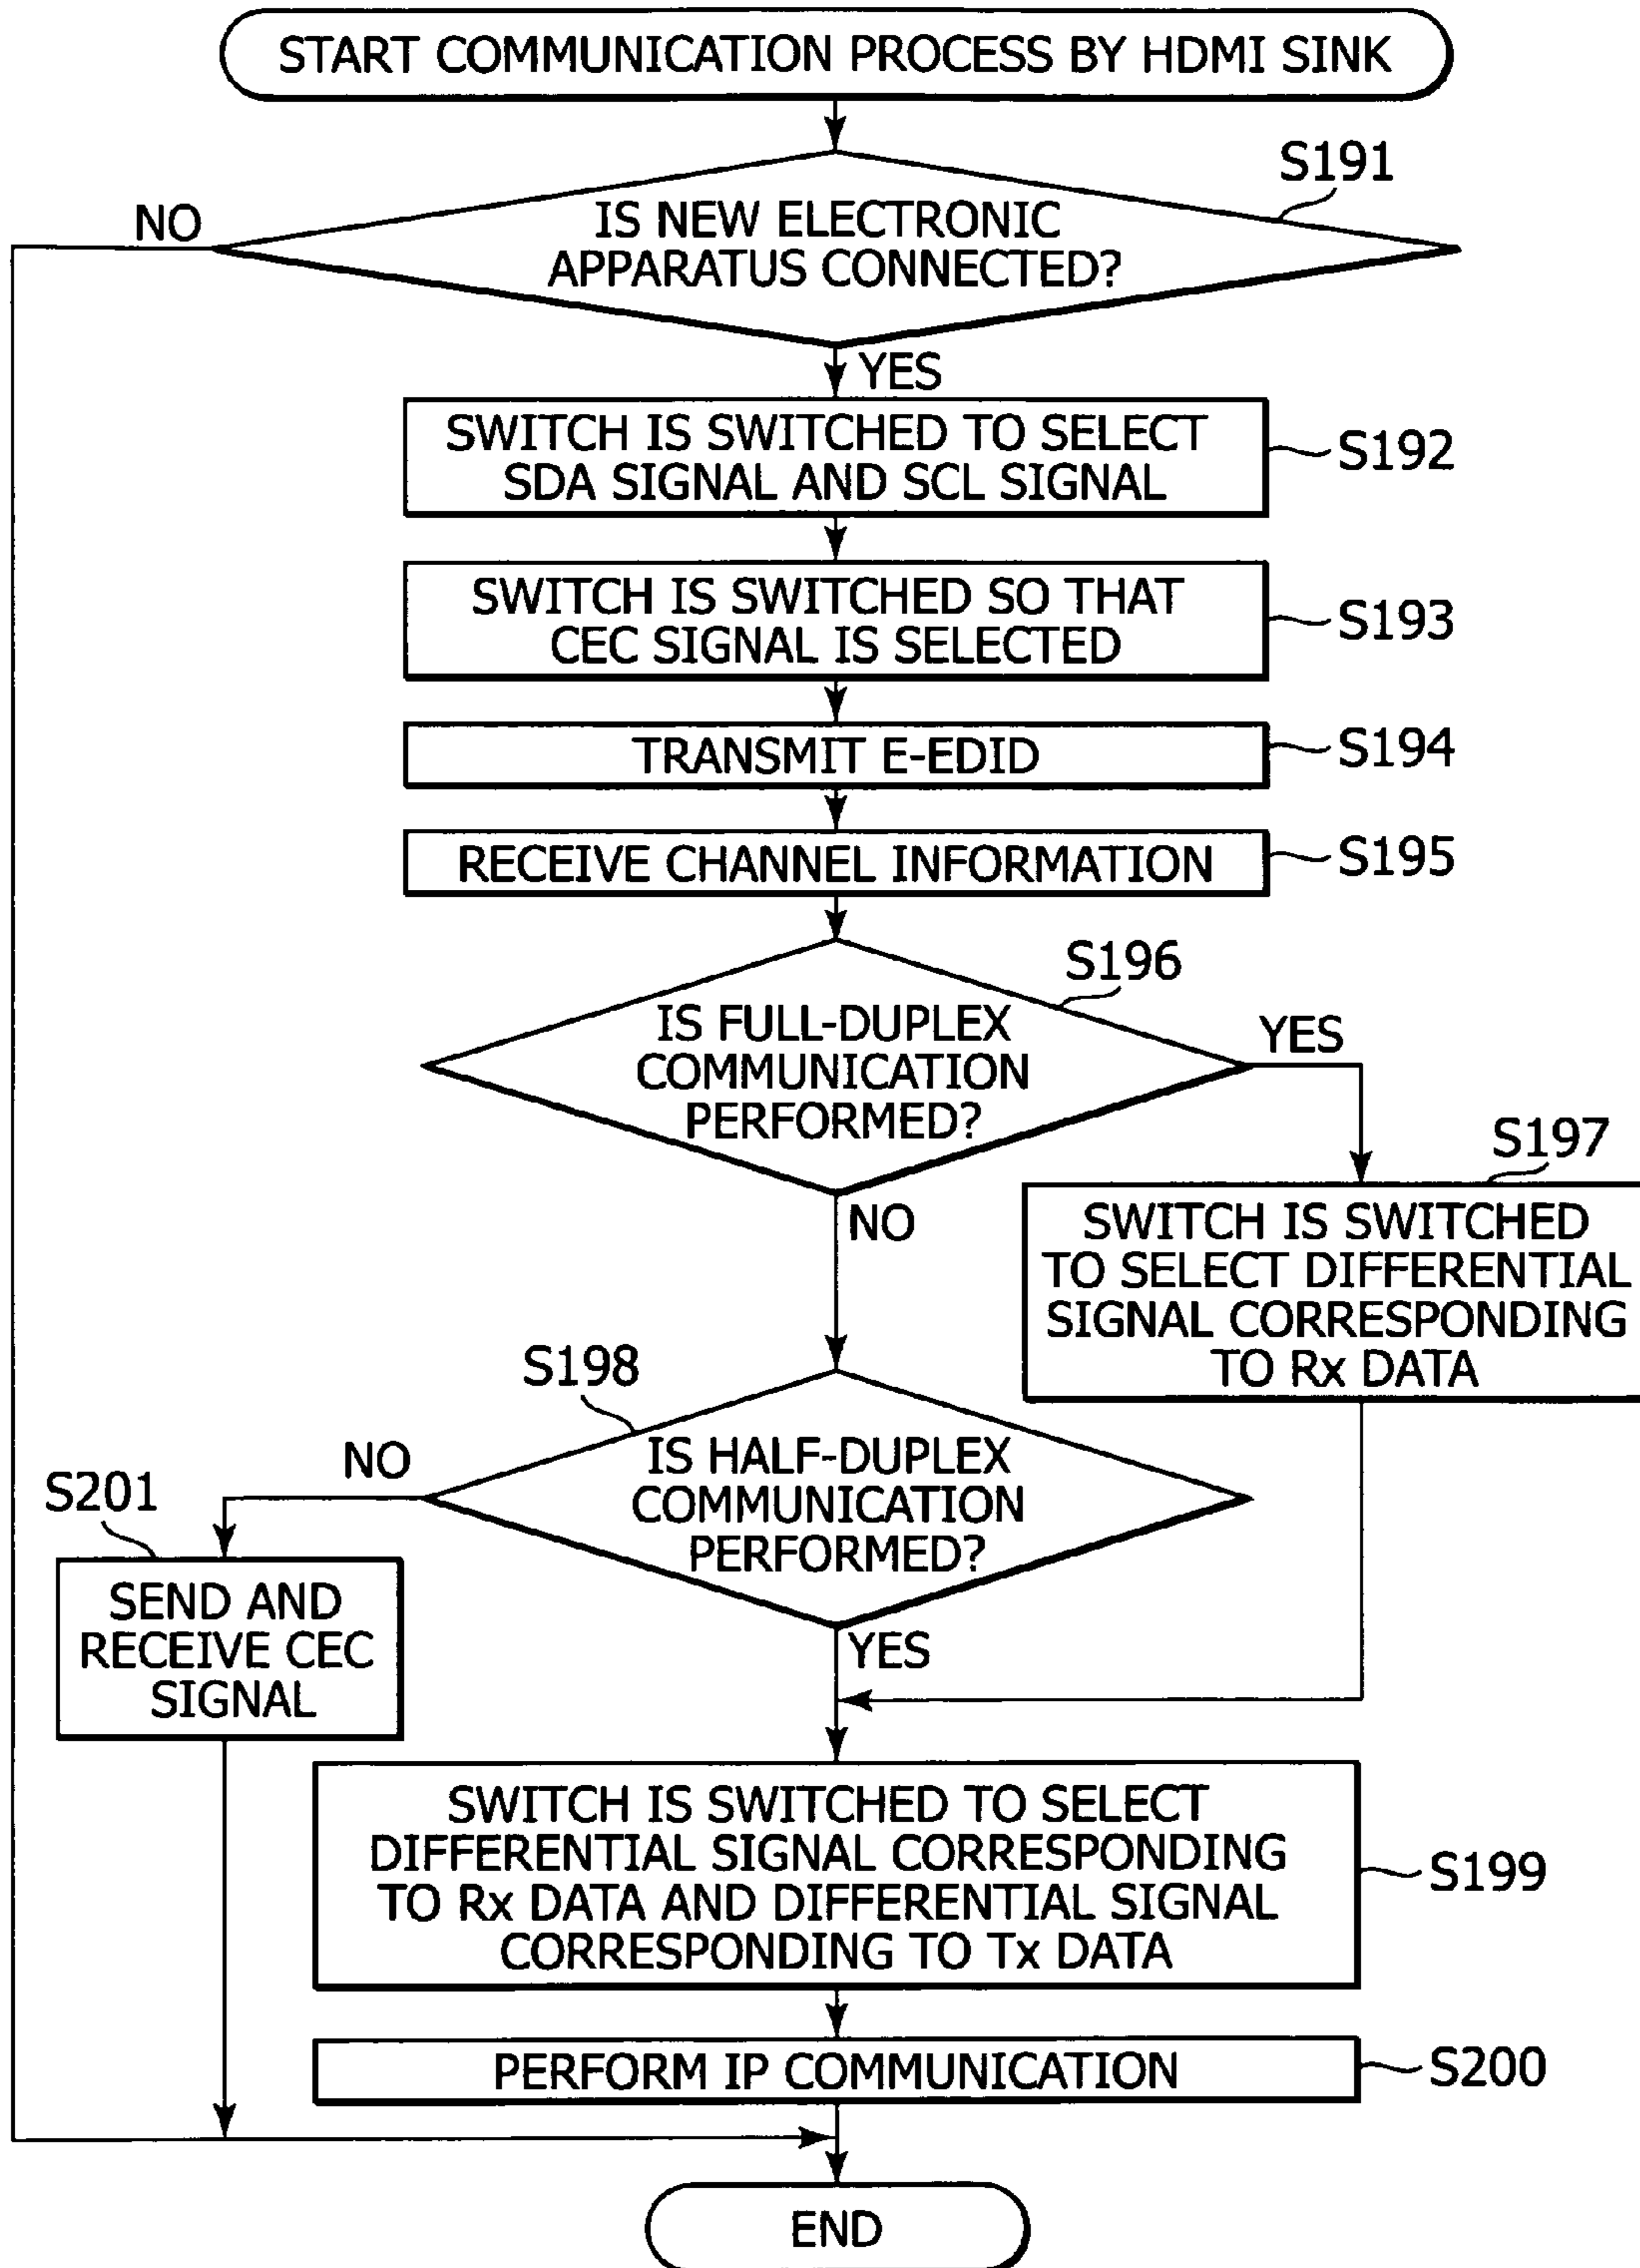 START COMMUNICATION PROCESS BY HDMI SINK
S191
NO
IS NEW ELECTRONIC
APPARATUS CONNECTED?
YES
SWITCH IS SWITCHED TO SELECT
SDA SIGNAL AND SCL SIGNAL
S192
SWITCH IS SWITCHED SO THAT
CEC SIGNAL IS SELECTED
S193
TRANSMIT E-EDID
S194
RECEIVE CHANNEL INFORMATION
S195
S196
IS FULL-DUPLEX
COMMUNICATION
PERFORMED?
YES
NO
S197
SWITCH IS SWITCHED
TO SELECT DIFFERENTIAL
SIGNAL CORRESPONDING
TO Rx DATA
S198
IS HALF-DUPLEX
COMMUNICATION
PERFORMED?
NO
YES
S201
SEND AND
RECEIVE CEC
SIGNAL
SWITCH IS SWITCHED TO SELECT
DIFFERENTIAL SIGNAL CORRESPONDING
TO Rx DATA AND DIFFERENTIAL SIGNAL
CORRESPONDING TO Tx DATA
S199
PERFORM IP COMMUNICATION
S200
END